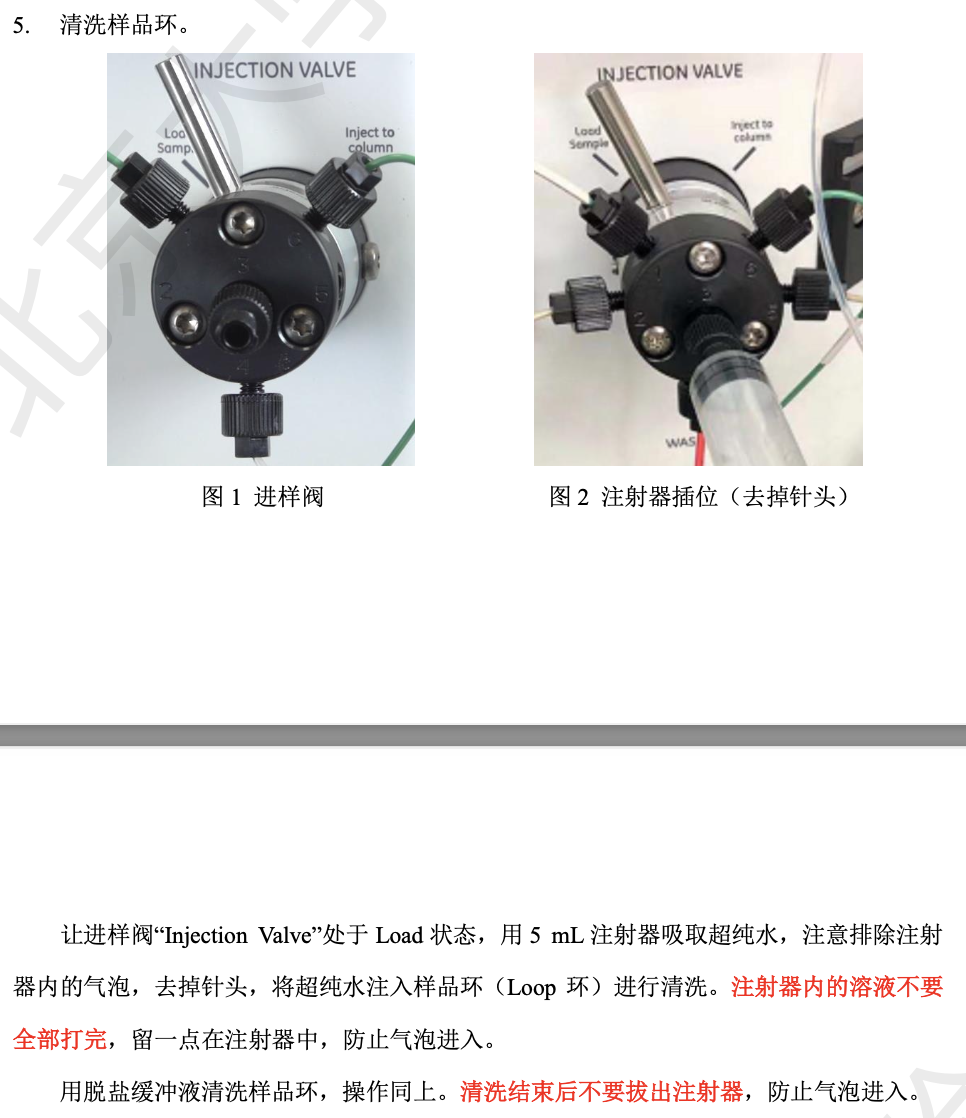 5. 清洗样品环。
INJECTION VALVE
Inject to
column
1
6
3
2
5
4
INJECTION VALVE
Load
Sample
Inject to
column
1
6
3
2
5
WAS
图 1 进样阀
图 2 注射器插位（去掉针头）
让进样阀“Injection Valve”处于 Load 状态，用 5 mL 注射器吸取超纯水，注意排除注射
器内的气泡，去掉针头，将超纯水注入样品环（Loop 环）进行清洗。注射器内的溶液不要
全部打完，留一点在注射器中，防止气泡进入。
用脱盐缓冲液清洗样品环，操作同上。清洗结束后不要拔出注射器，防止气泡进入。
北京大学